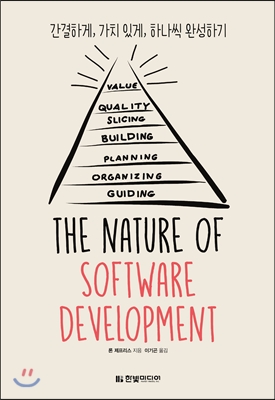 간결하게, 가치 있게, 하나씩 완성하기
VALUE
QUALITY
SLICING
BUILDING
PLANNING
ORGANIZING
GUIDING
THE NATURE OF
SOFTWARE
DEVELOPMENT
론 제프리스 지음 이기곤 옮김
한빛미디어